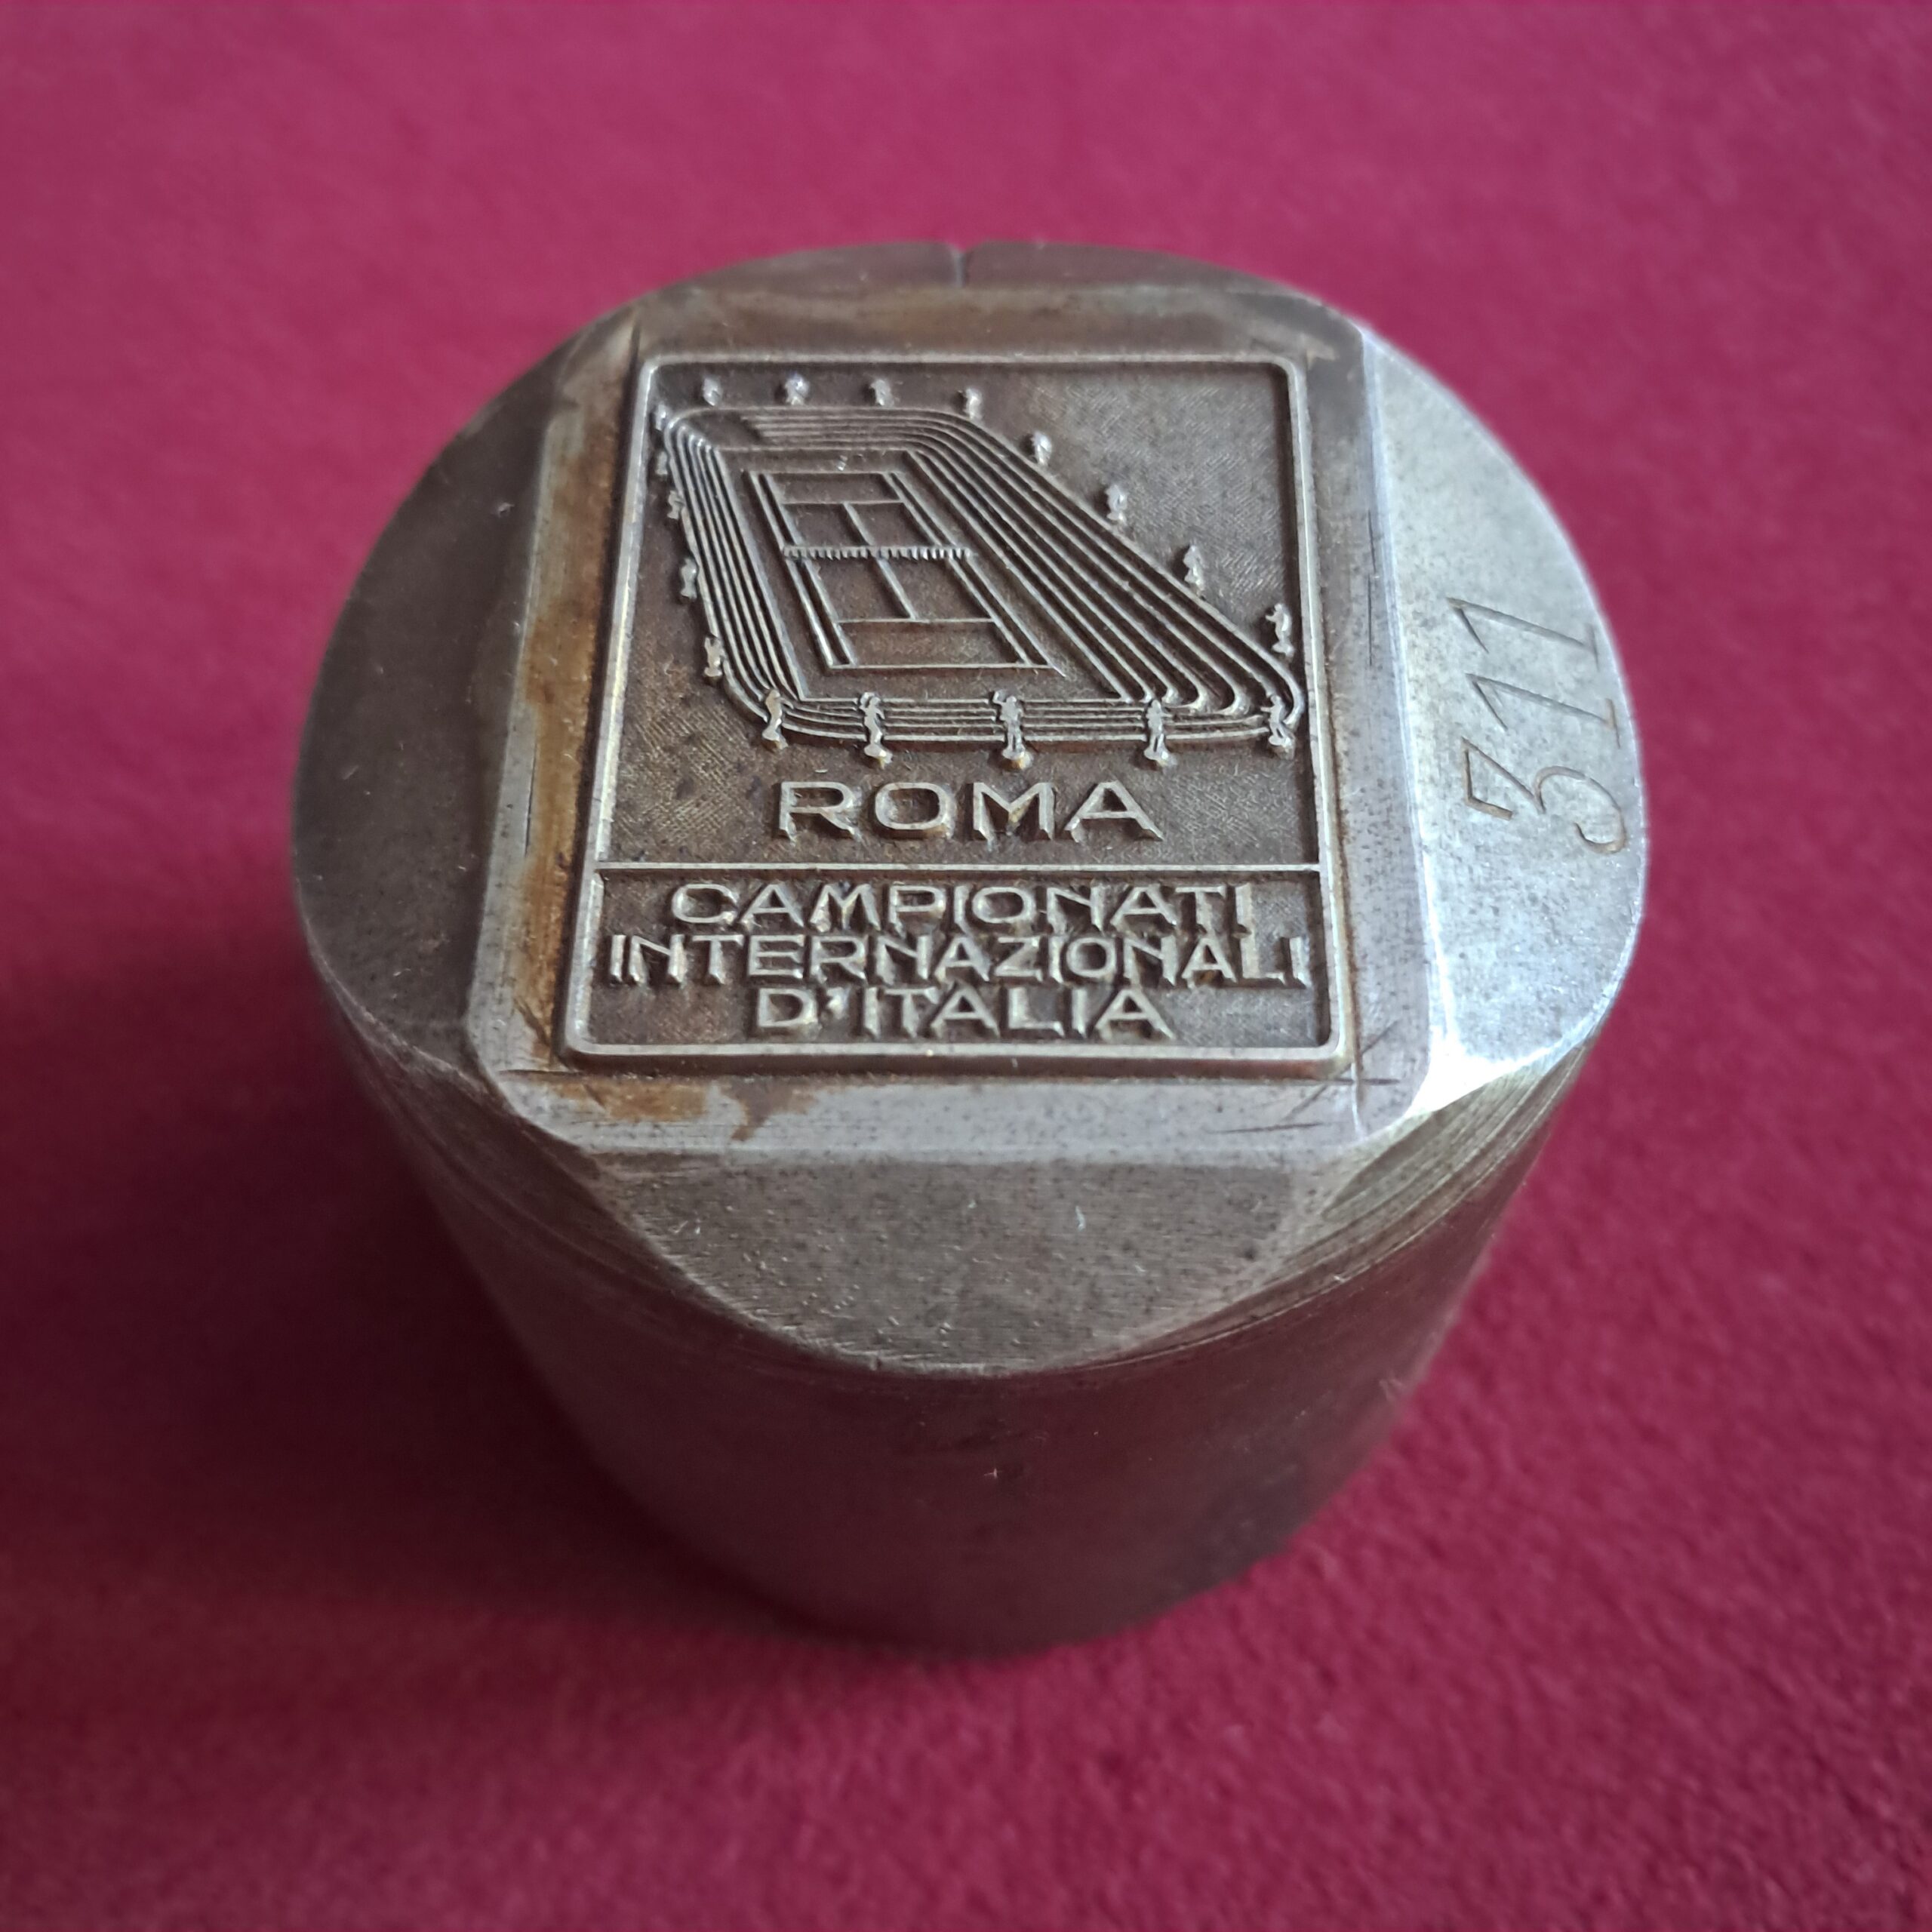 ROMA
CAMPIONATI
INTERNAZIONALI
D'ITALIA
311